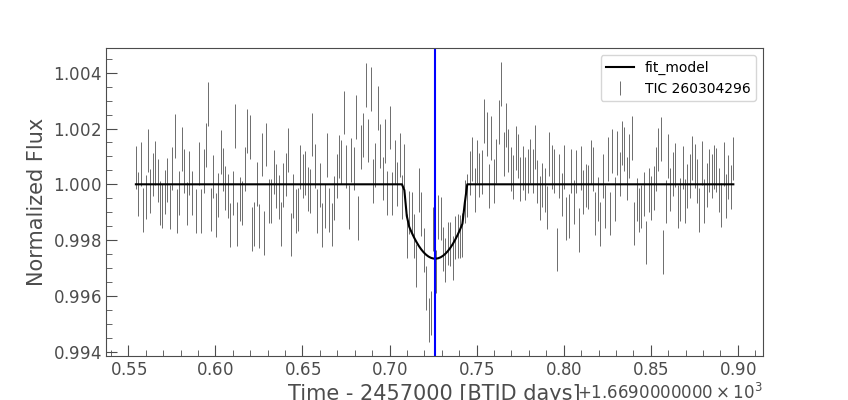 1.004
1.002
1.000
0.998
0.996
0.994
Normalized Flux
fit_model
TIC 260304296
0.55 0.60 0.65 0.70 0.75 0.80 0.85 0.90
Time - 2457000 [BTJD days]
+1.6690000000 × 10³